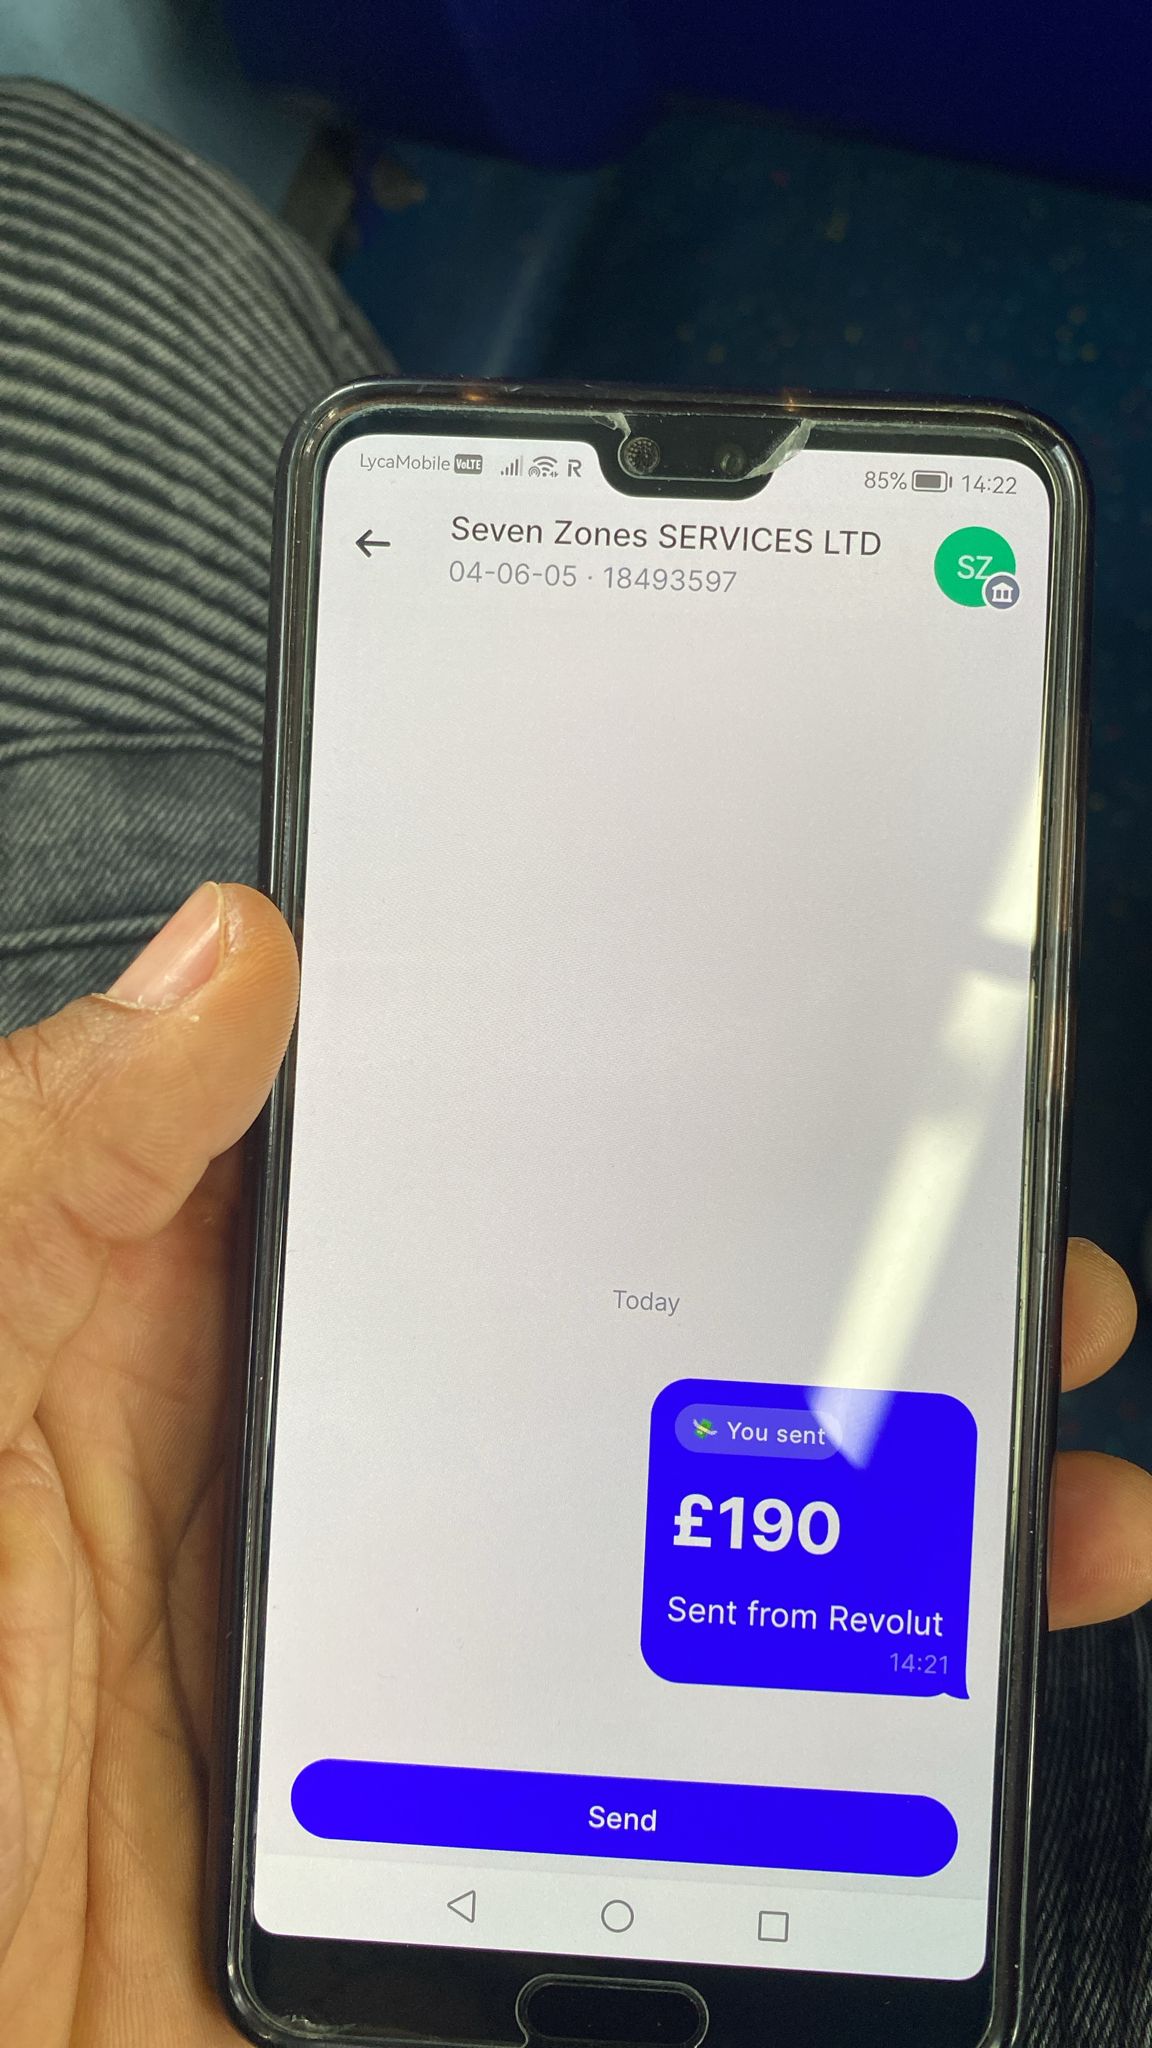 LycaMobile VoLTE R 85% 14:22
Seven Zones SERVICES LTD
04-06-05 · 18493597
SZ
Today
You sent
£190
Sent from Revolut
14:21
Send